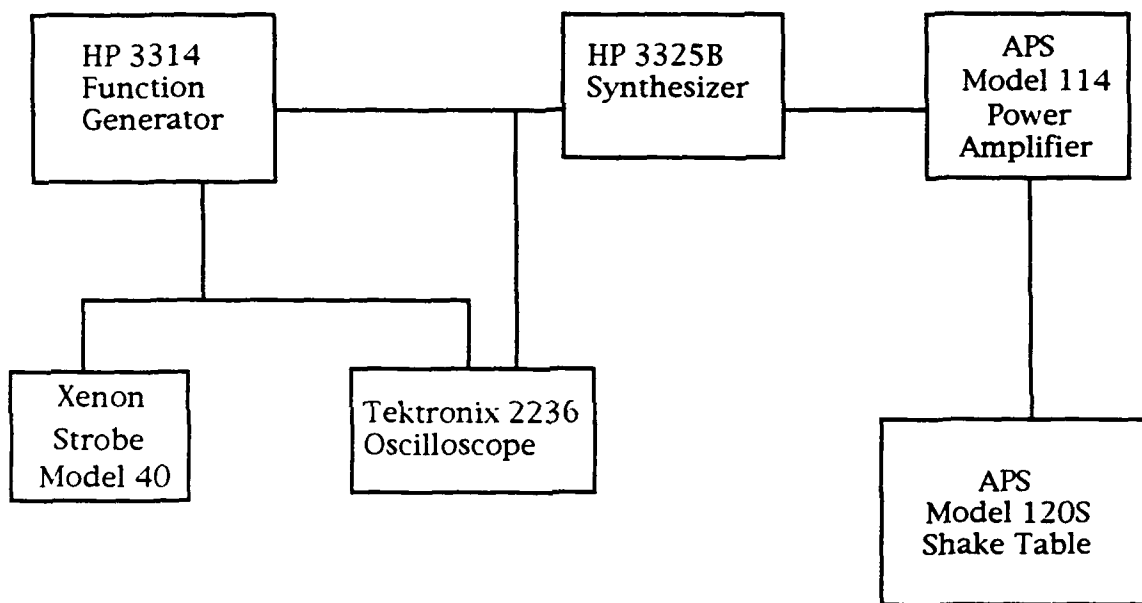 HP 3314
Function
Generator
HP 3325B
Synthesizer
APS
Model 114
Power
Amplifier
Xenon
Strobe
Model 40
Tektronix 2236
Oscilloscope
APS
Model 120S
Shake Table